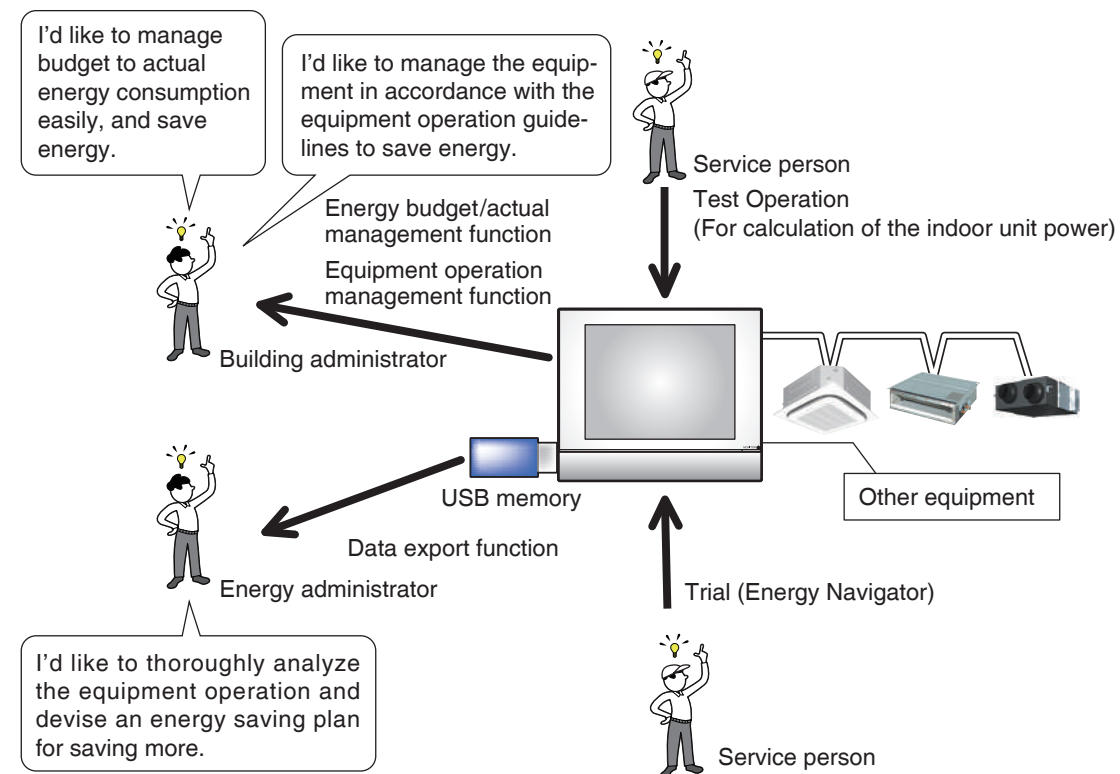 I'd like to manage
budget to actual
energy consumption
easily, and save
energy.
I'd like to manage the equip-
ment in accordance with the
equipment operation guide-
lines to save energy.
Service person
Test Operation
(For calculation of the indoor unit power)
Energy budget/actual
management function
Equipment operation
management function
Building administrator
USB memory
Other equipment
Data export function
Energy administrator
Trial (Energy Navigator)
I'd like to thoroughly analyze
the equipment operation and
devise an energy saving plan
for saving more.
Service person